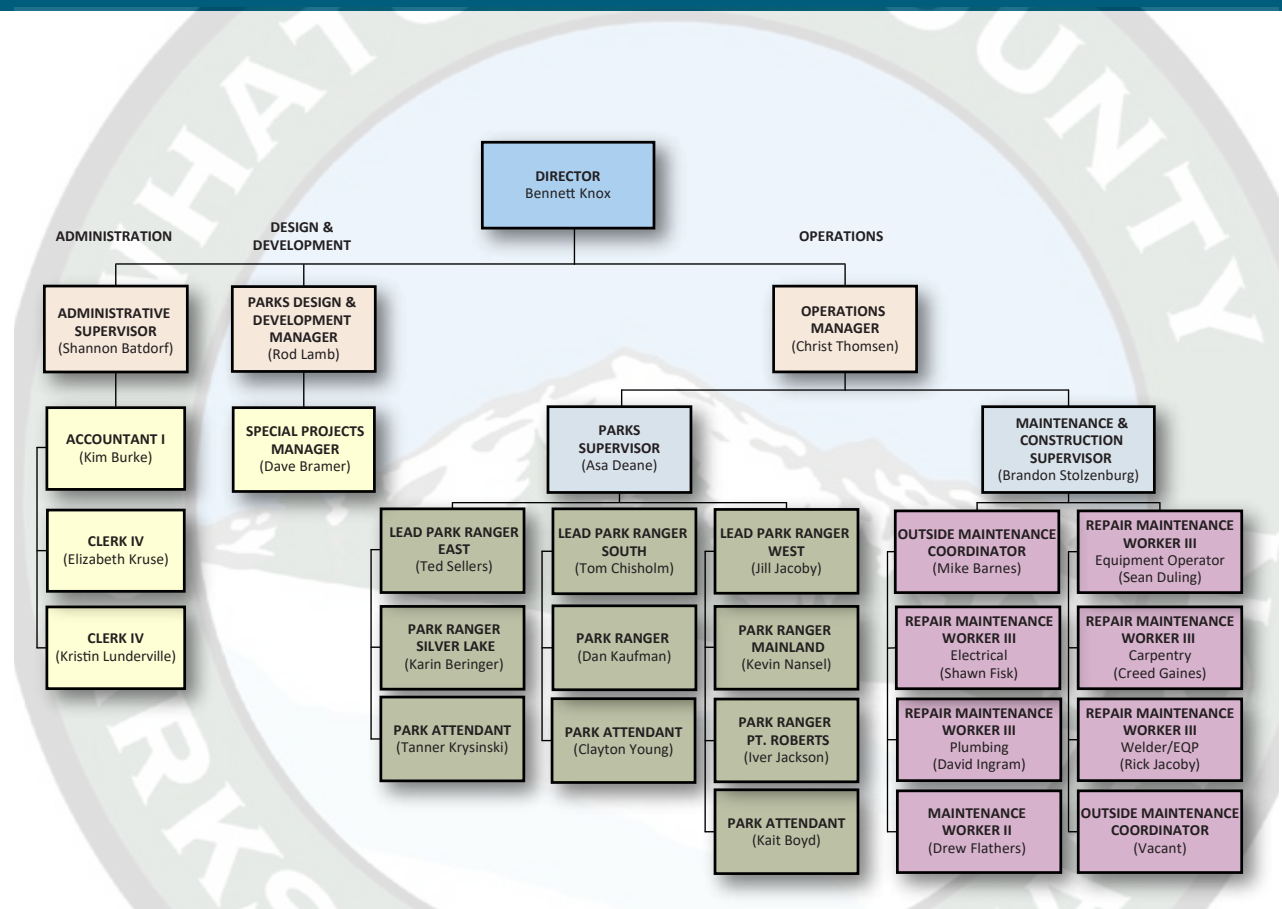 WHATCOM COUNTY
PARKS
DIRECTOR
Bennett Knox
ADMINISTRATION
DESIGN &
DEVELOPMENT
OPERATIONS
ADMINISTRATIVE
SUPERVISOR
(Shannon Batdorf)
PARKS DESIGN &
DEVELOPMENT
MANAGER
(Rod Lamb)
OPERATIONS
MANAGER
(Christ Thomsen)
ACCOUNTANT I
(Kim Burke)
CLERK IV
(Elizabeth Kruse)
CLERK IV
(Kristin Lunderville)
SPECIAL PROJECTS
MANAGER
(Dave Bramer)
PARKS
SUPERVISOR
(Asa Deane)
MAINTENANCE &
CONSTRUCTION
SUPERVISOR
(Brandon Stolzenburg)
LEAD PARK RANGER
EAST
(Ted Sellers)
PARK RANGER
SILVER LAKE
(Karin Beringer)
PARK ATTENDANT
(Tanner Krysinski)
LEAD PARK RANGER
SOUTH
(Tom Chisholm)
PARK RANGER
(Dan Kaufman)
PARK ATTENDANT
(Clayton Young)
LEAD PARK RANGER
WEST
(Jill Jacoby)
PARK RANGER
MAINLAND
(Kevin Nansel)
PARK RANGER
PT. ROBERTS
(Iver Jackson)
PARK ATTENDANT
(Kait Boyd)
OUTSIDE MAINTENANCE
COORDINATOR
(Mike Barnes)
REPAIR MAINTENANCE
WORKER III
Electrical
(Shawn Fisk)
REPAIR MAINTENANCE
WORKER III
Plumbing
(David Ingram)
MAINTENANCE
WORKER II
(Drew Flathers)
REPAIR MAINTENANCE
WORKER III
Equipment Operator
(Sean Duling)
REPAIR MAINTENANCE
WORKER III
Carpentry
(Creed Gaines)
REPAIR MAINTENANCE
WORKER III
Welder/EQP
(Rick Jacoby)
OUTSIDE MAINTENANCE
COORDINATOR
(Vacant)